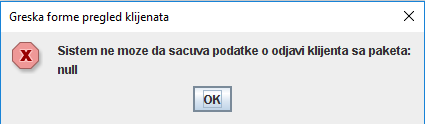 Greska forme pregled klijenata
Sistem ne moze da sacuva podatke o odjavi klijenta sa paketa:
null
OK